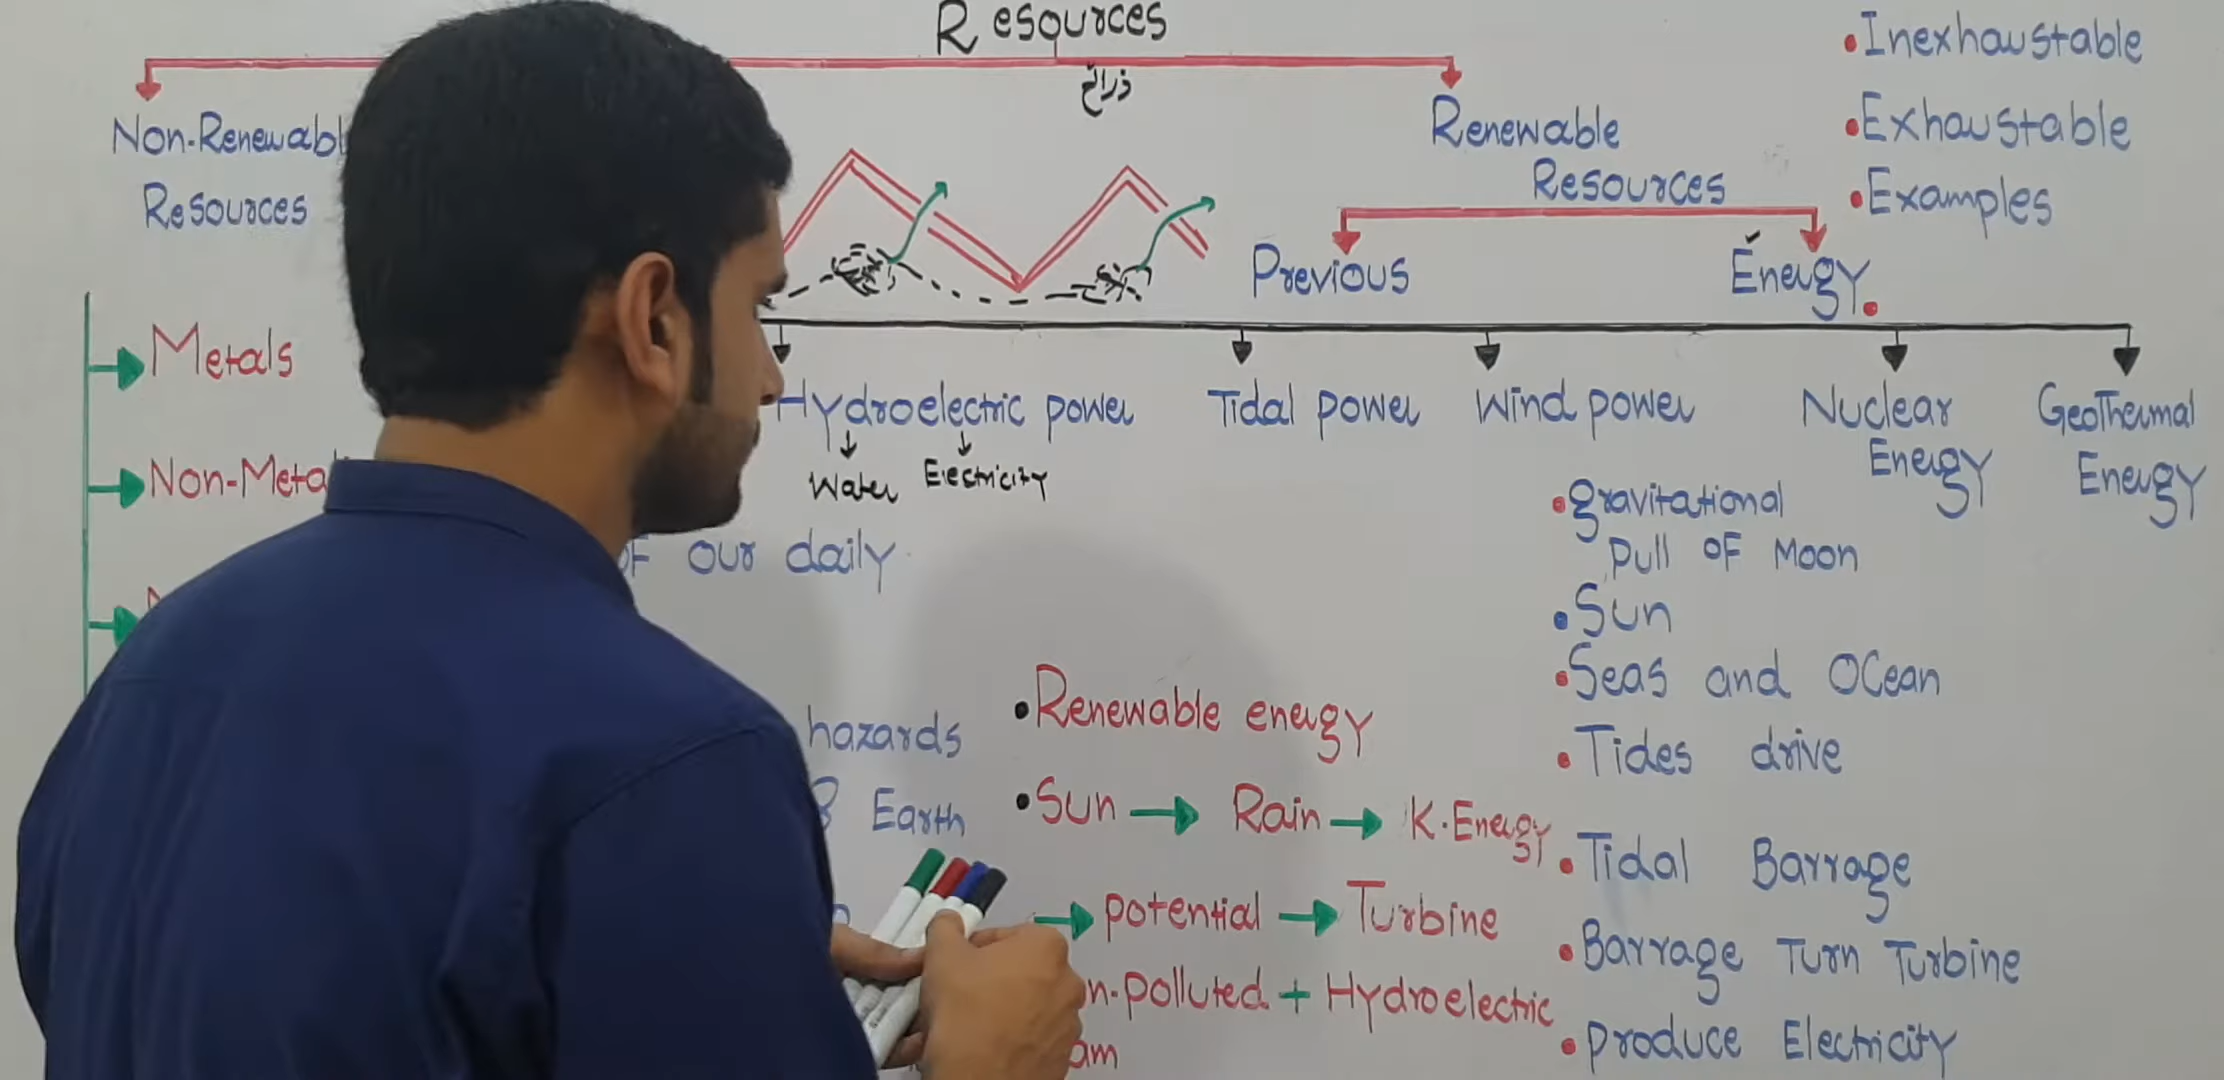 Resources
ذرائع
Non-Renewabl
Resources
Renewable
Resources
• Inexhaustable
• Exhaustable
• Examples
Previous
Energy.
Metals
Non-Metal
Hydroelectric power
Water Electricity
Tidal power
Wind power
Nuclear
Energy
GeoThermal
Energy
of our daily
hazards
Earth
• Renewable energy
• Sun → Rain → K.Energy
→ potential → Turbine
n-polluted + Hydroelectric
am
• gravitational
pull of Moon
• Sun
• Seas and Ocean
• Tides drive
• Tidal Barrage
• Barrage Turn Turbine
• produce Electricity